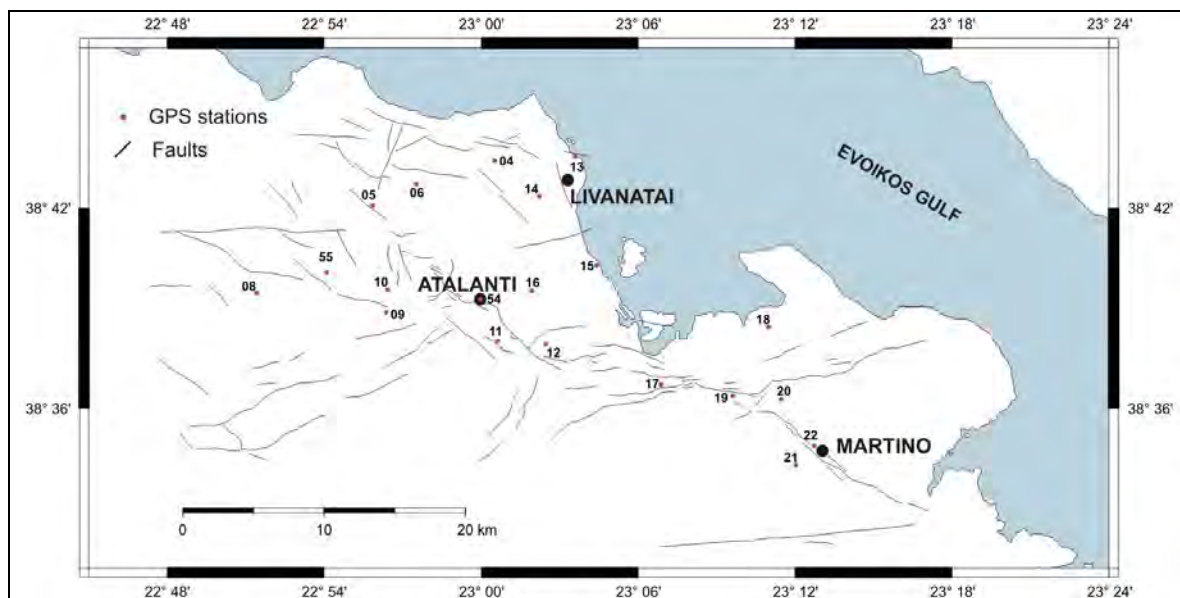 22° 48' 22° 54' 23° 00' 23° 06' 23° 12' 23° 18' 23° 24'
GPS stations
Faults
EVOIKOS GULF
04
13
05
06
14
LIVANATAI
38° 42' 38° 42'
55
15
08
10
ATALANTI
54
16
09
18
11
12
17
19
20
38° 36' 38° 36'
22
MARTINO
21
0 10 20 km
22° 48' 22° 54' 23° 00' 23° 06' 23° 12' 23° 18' 23° 24'